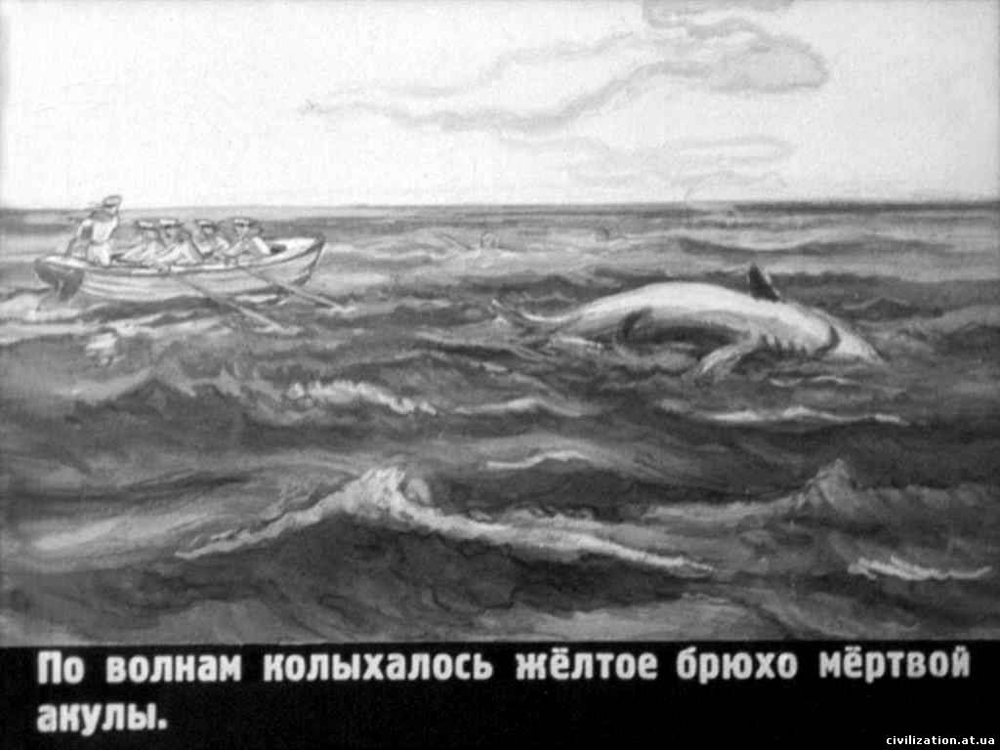 По волнам колыхалось жёлтое брюхо мёртвой
акулы.
civilization.at.ua